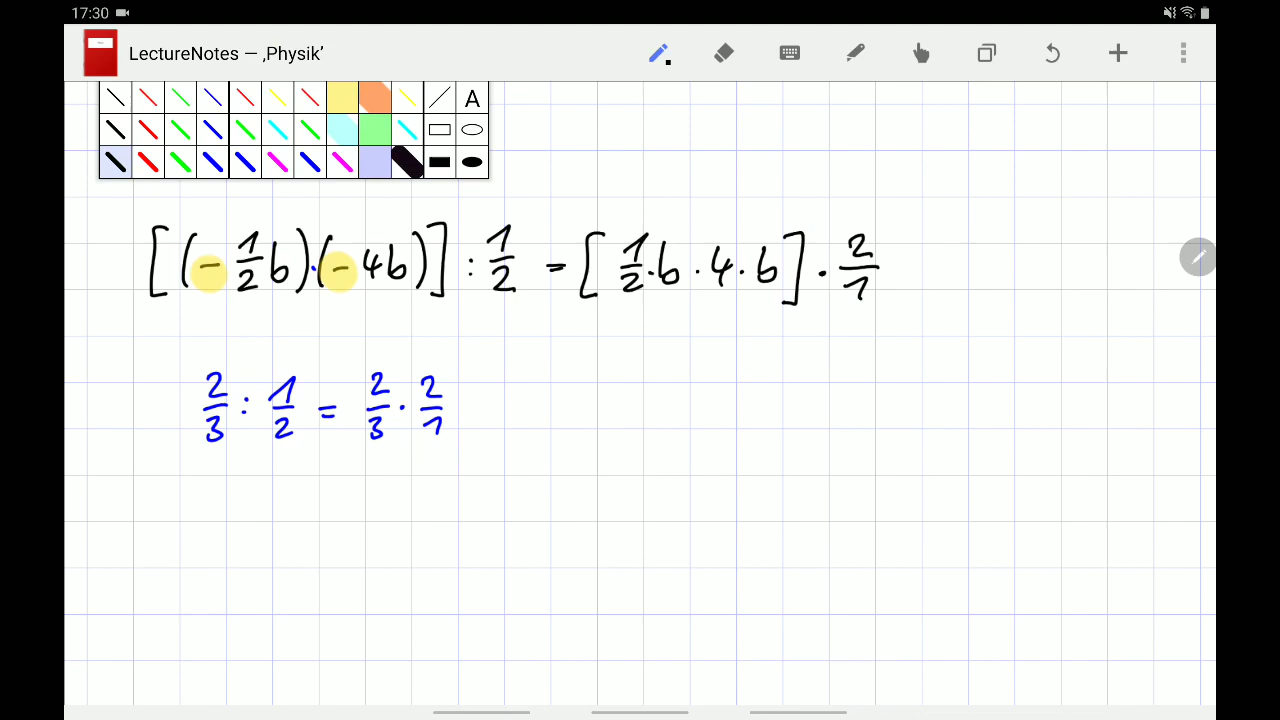 17:30
LectureNotes — ‚Physik’
A
[(-1/2b)·(-4b)] : 1/2 = [1/2·b·4·b]·2/1
2/3 : 1/2 = 2/3·2/1